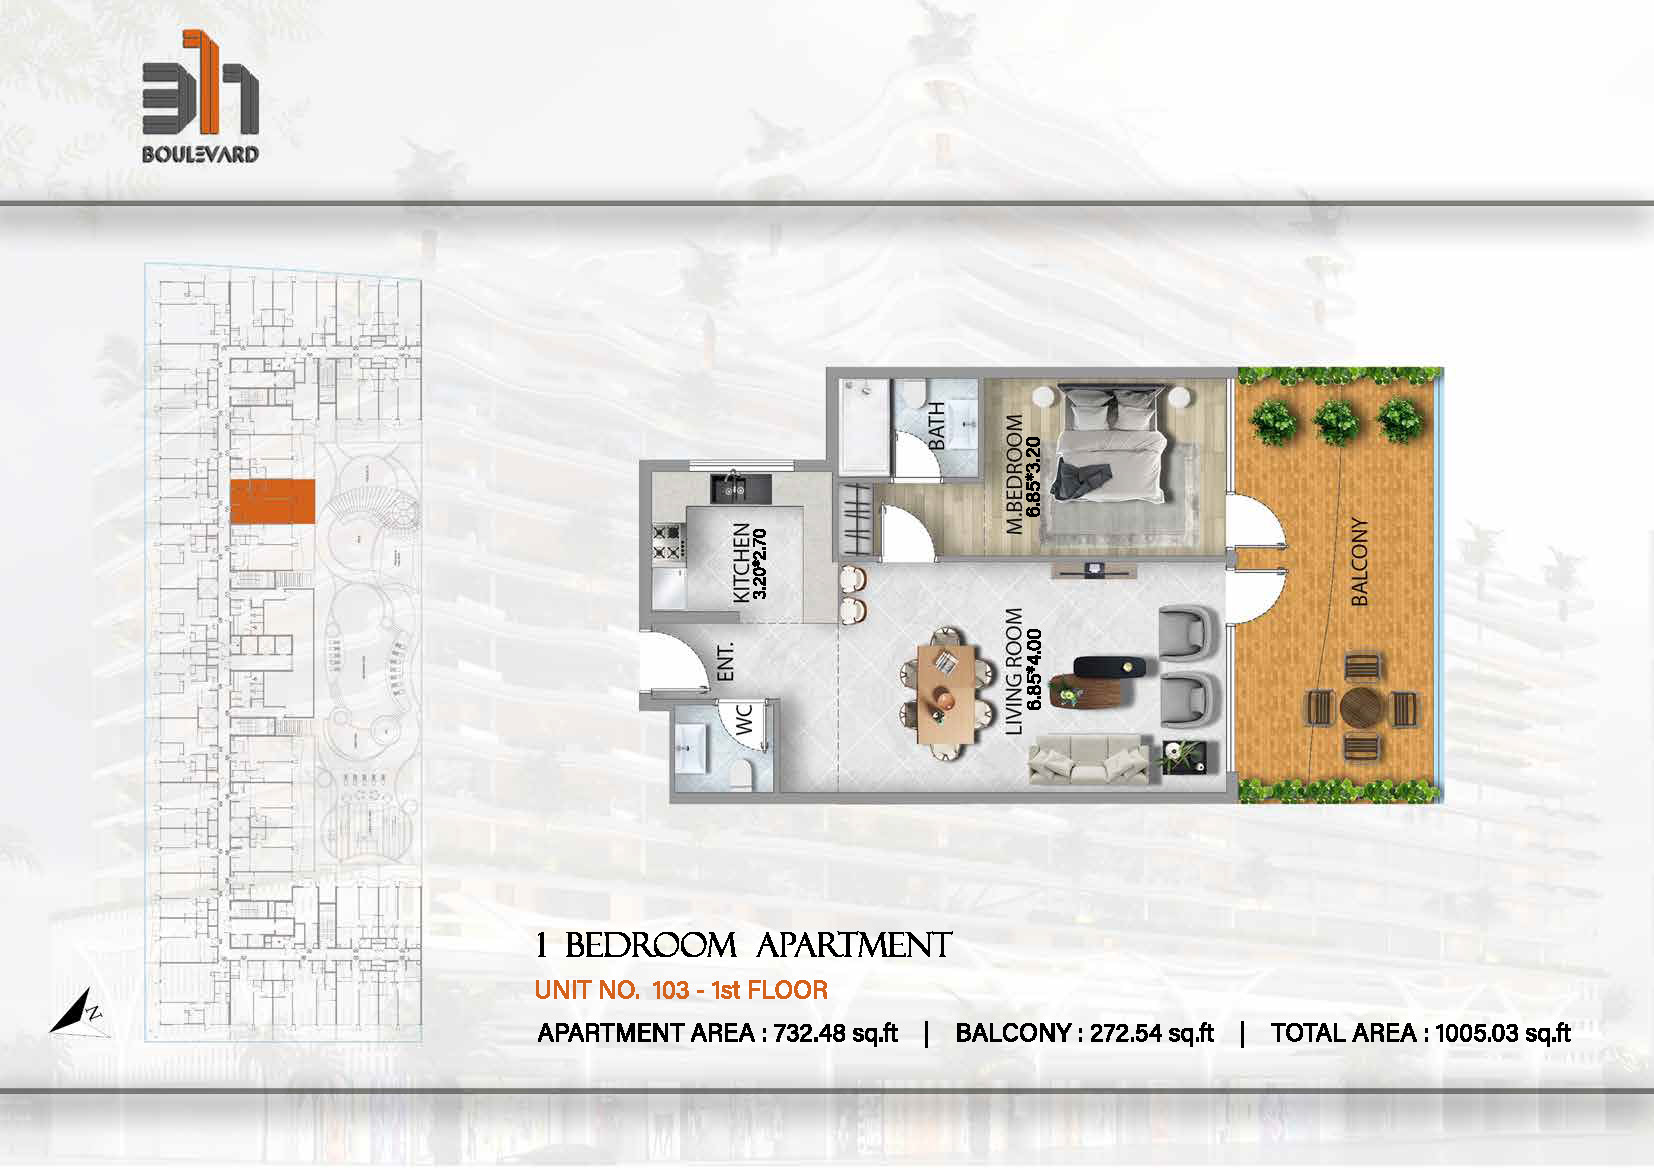 311
BOULEVARD
BATH
M.BEDROOM
6.85*3.20
KITCHEN
3.20*2.70
ENT.
WC
LIVING ROOM
6.85*4.00
BALCONY
N
1 BEDROOM APARTMENT
UNIT NO. 103 - 1st FLOOR
APARTMENT AREA : 732.48 sq.ft | BALCONY : 272.54 sq.ft | TOTAL AREA : 1005.03 sq.ft